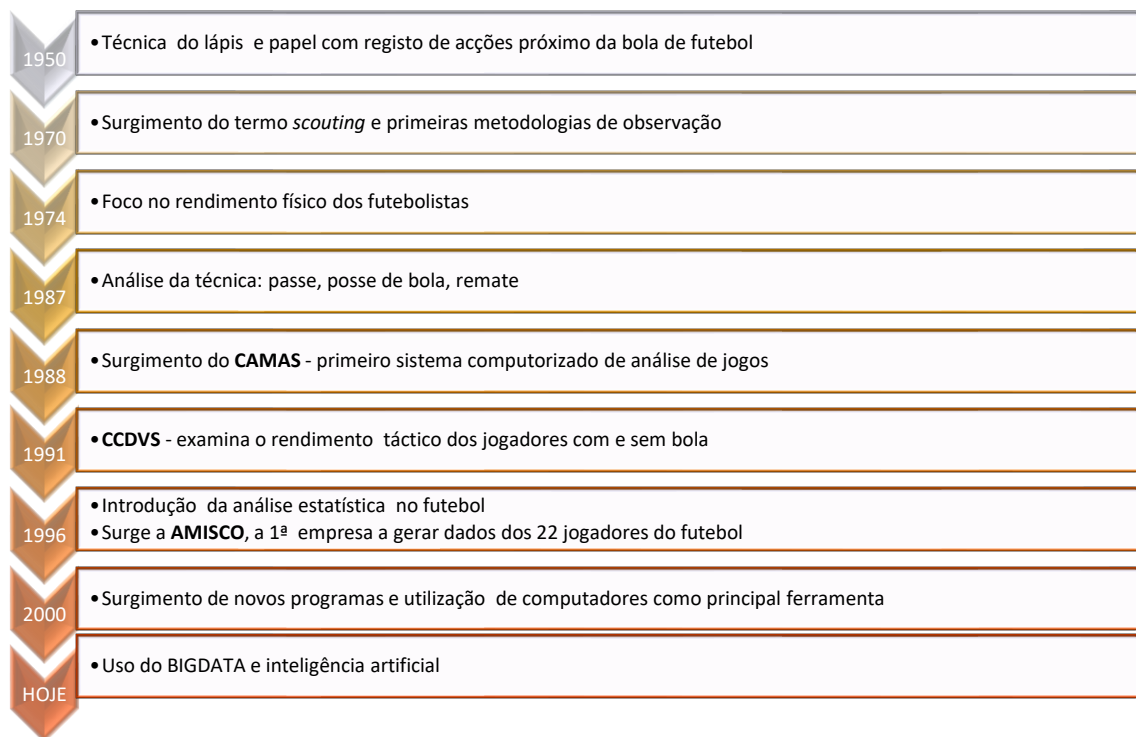 1950
•Técnica do lápis e papel com registo de acções próximo da bola de futebol
1970
•Surgimento do termo scouting e primeiras metodologias de observação
1974
•Foco no rendimento físico dos futebolistas
1987
•Análise da técnica: passe, posse de bola, remate
1988
•Surgimento do CAMAS - primeiro sistema computorizado de análise de jogos
1991
•CCDVS - examina o rendimento táctico dos jogadores com e sem bola
1996
•Introdução da análise estatística no futebol
•Surge a AMISCO, a 1ª empresa a gerar dados dos 22 jogadores do futebol
2000
•Surgimento de novos programas e utilização de computadores como principal ferramenta
HOJE
•Uso do BIGDATA e inteligência artificial